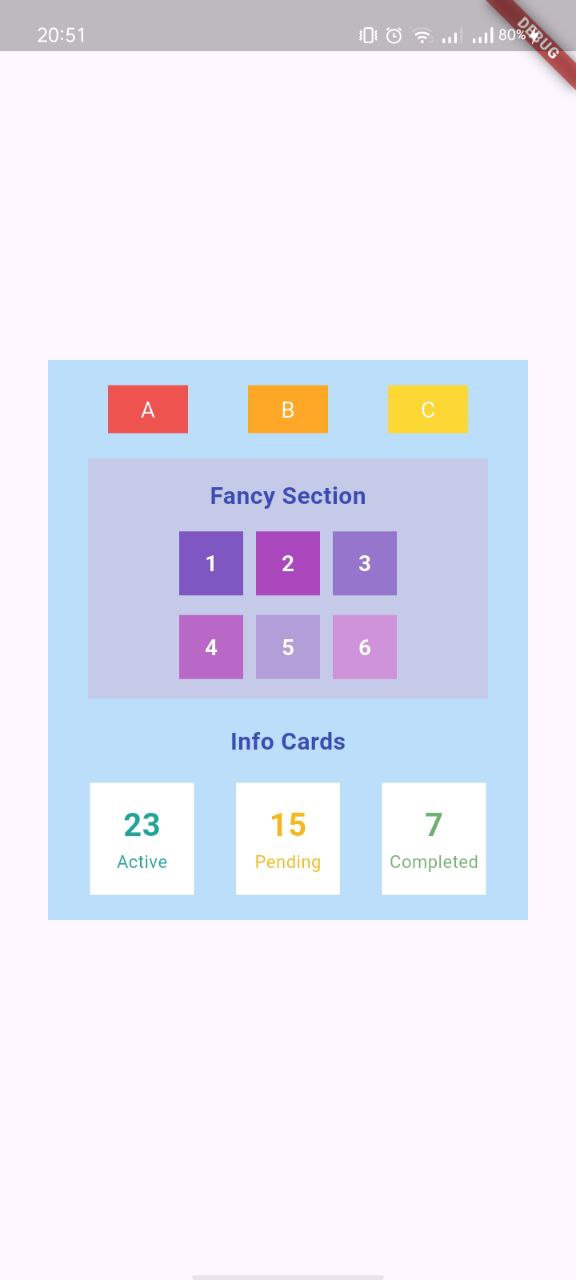 20:51 80%
DEBUG
A B C
Fancy Section
1 2 3
4 5 6
Info Cards
23 15 7
Active Pending Completed